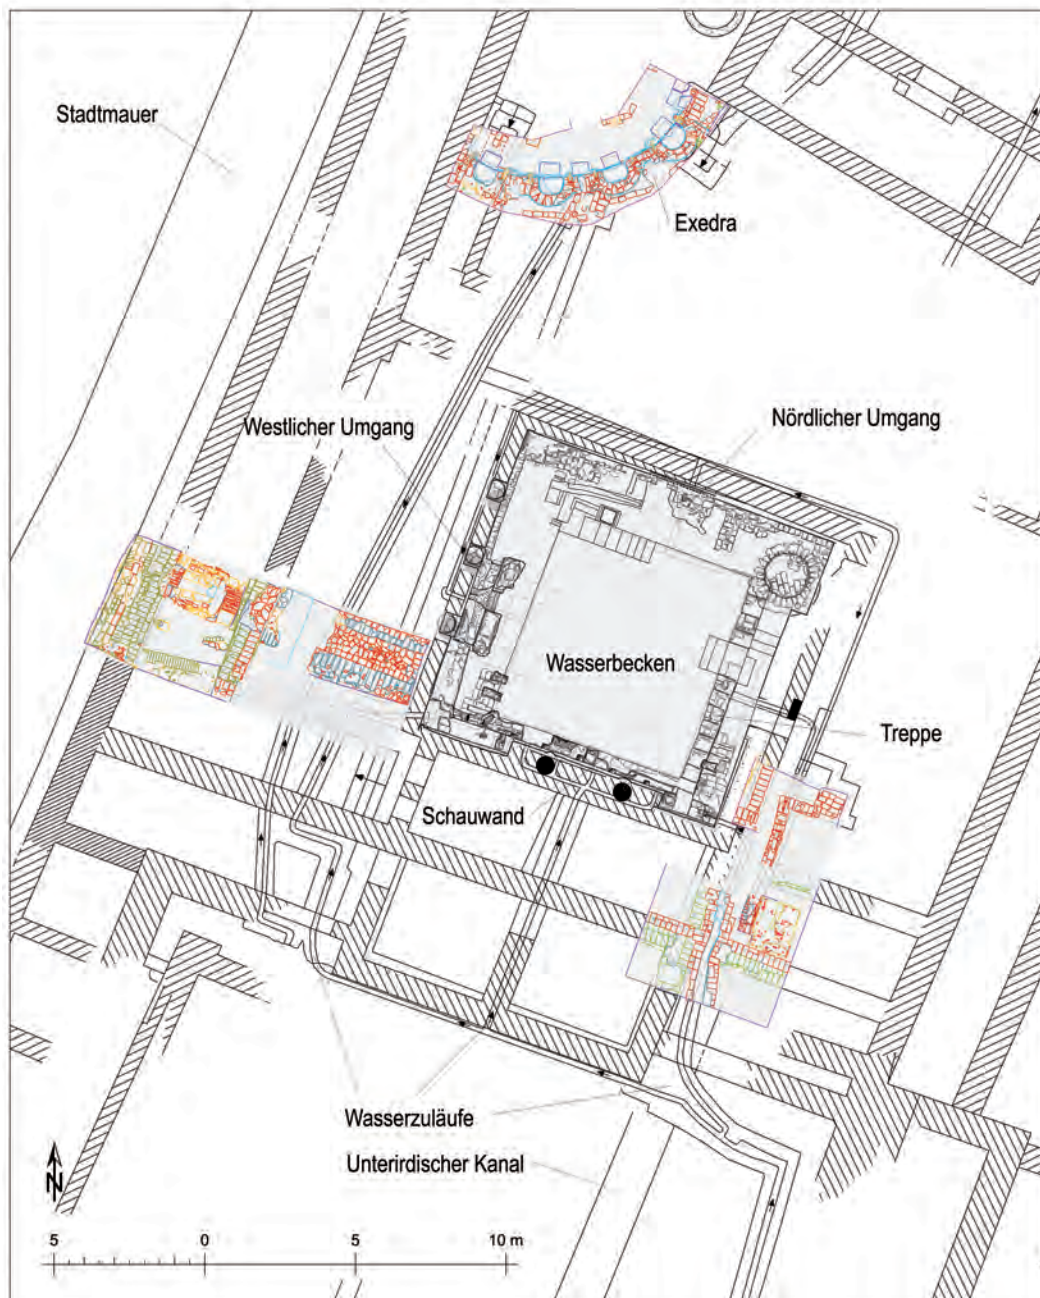 Stadtmauer
Exedra
Nördlicher Umgang
Westlicher Umgang
Wasserbecken
Treppe
Schauwand
Wasserzuläufe
Unterirdischer Kanal
N
5 0 5 10 m